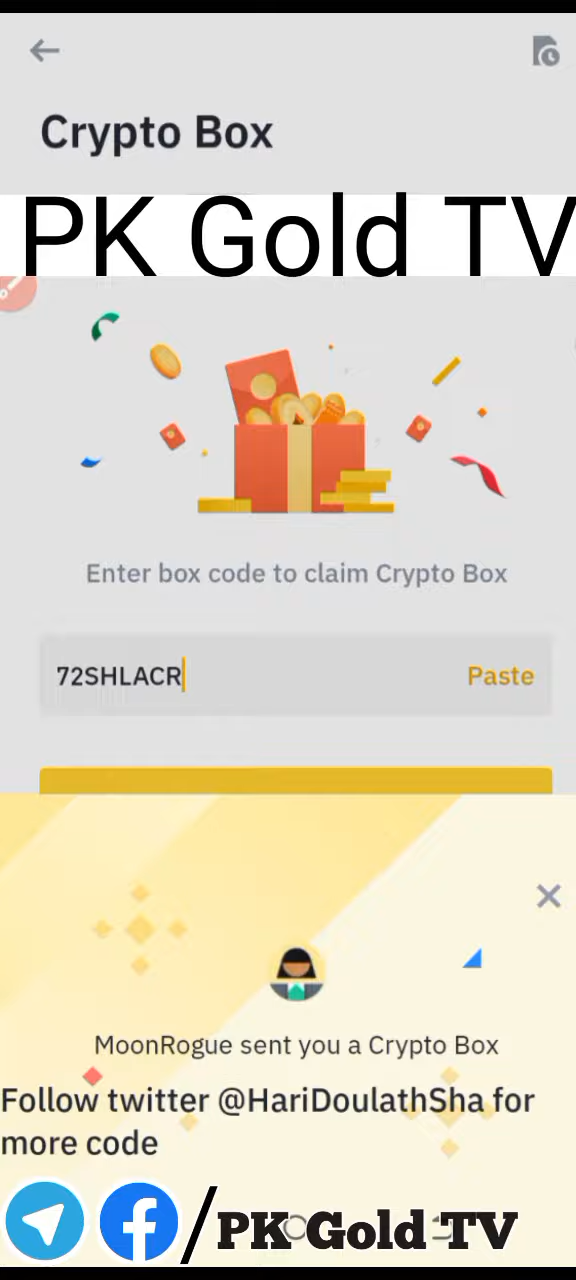 Crypto Box
PK Gold TV
Enter box code to claim Crypto Box
72SHLACR
Paste
MoonRogue sent you a Crypto Box
Follow twitter @HariDoulathSha for
more code
/PK Gold TV